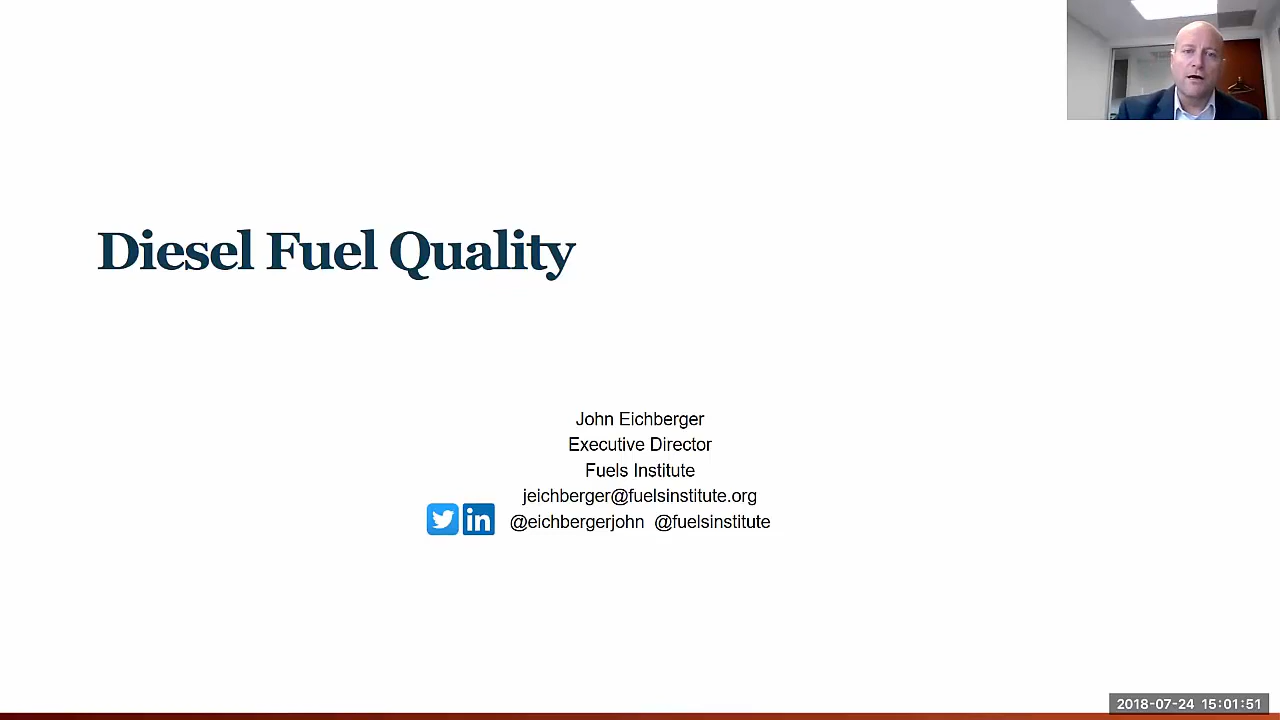 Diesel Fuel Quality
John Eichberger
Executive Director
Fuels Institute
jeichberger@fuelsinstitute.org
in @eichbergerjohn @fuelsinstitute
2018-07-24 15:01:51